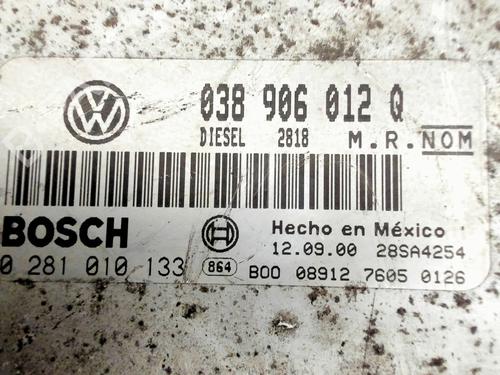 038 906 012 Q
DIESEL 2818 M.R.NOM
BOSCH
Hecho en México
12.09.00 28SA4254
0 281 010 133
864
B00 08912 7605 0126